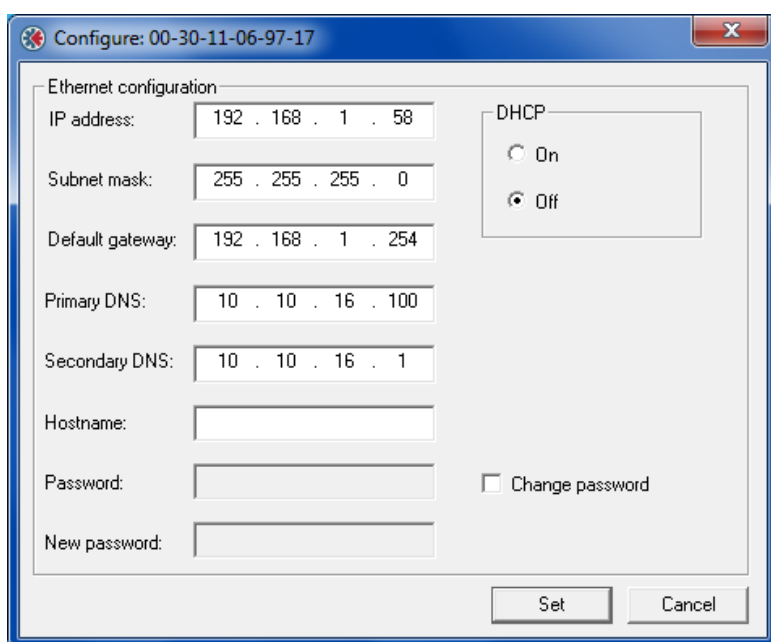 Configure: 00-30-11-06-97-17
Ethernet configuration
IP address: 192 . 168 . 1 . 58
DHCP
On
Subnet mask: 255 . 255 . 255 . 0
Off
Default gateway: 192 . 168 . 1 . 254
Primary DNS: 10 . 10 . 16 . 100
Secondary DNS: 10 . 10 . 16 . 1
Hostname:
Password:
Change password
New password:
Set
Cancel